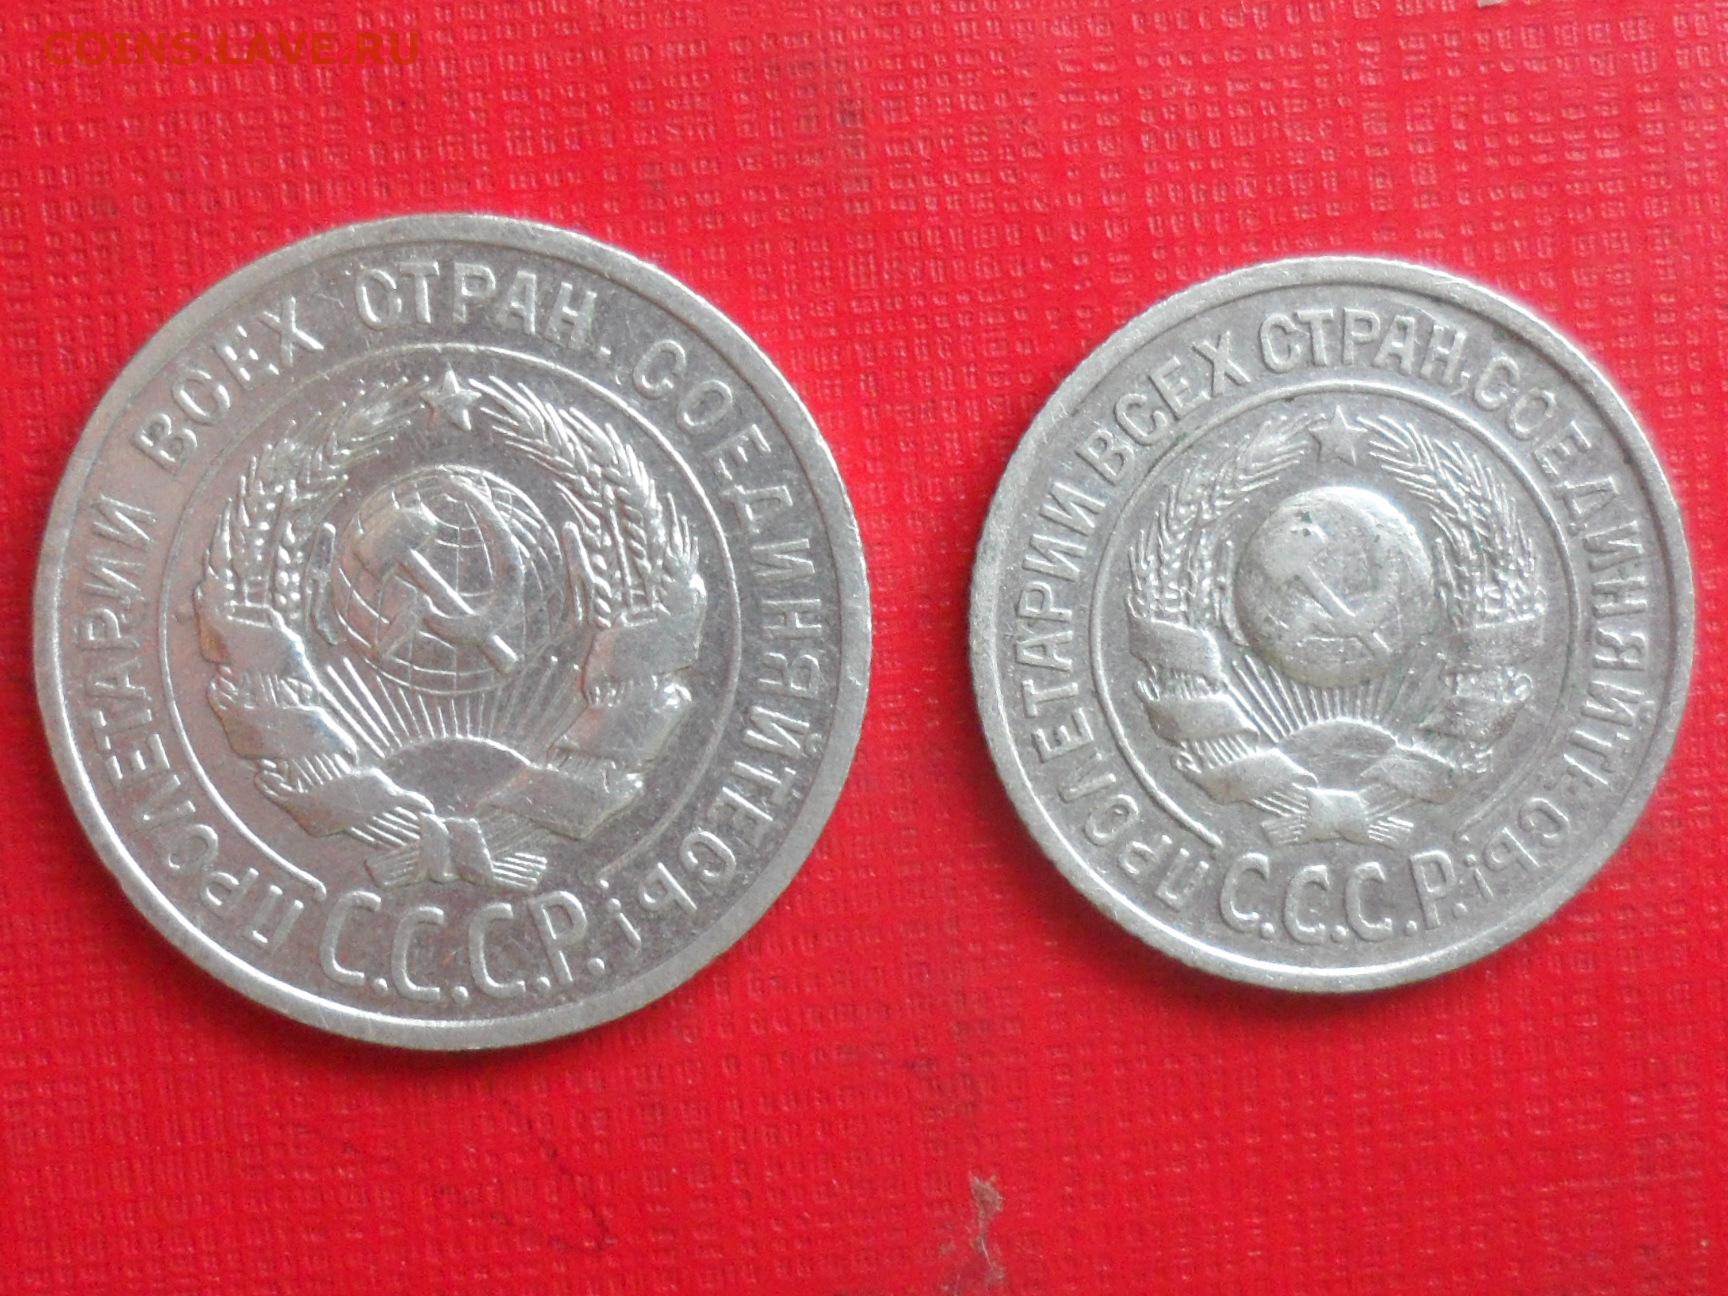 COINS.LAVE.RU
ПРОЛЕТАРИИ ВСЕХ СТРАН, СОЕДИНЯЙТЕСЬ!
С.С.С.Р.
ПРОЛЕТАРИИ ВСЕХ СТРАН, СОЕДИНЯЙТЕСЬ!
С.С.С.Р.